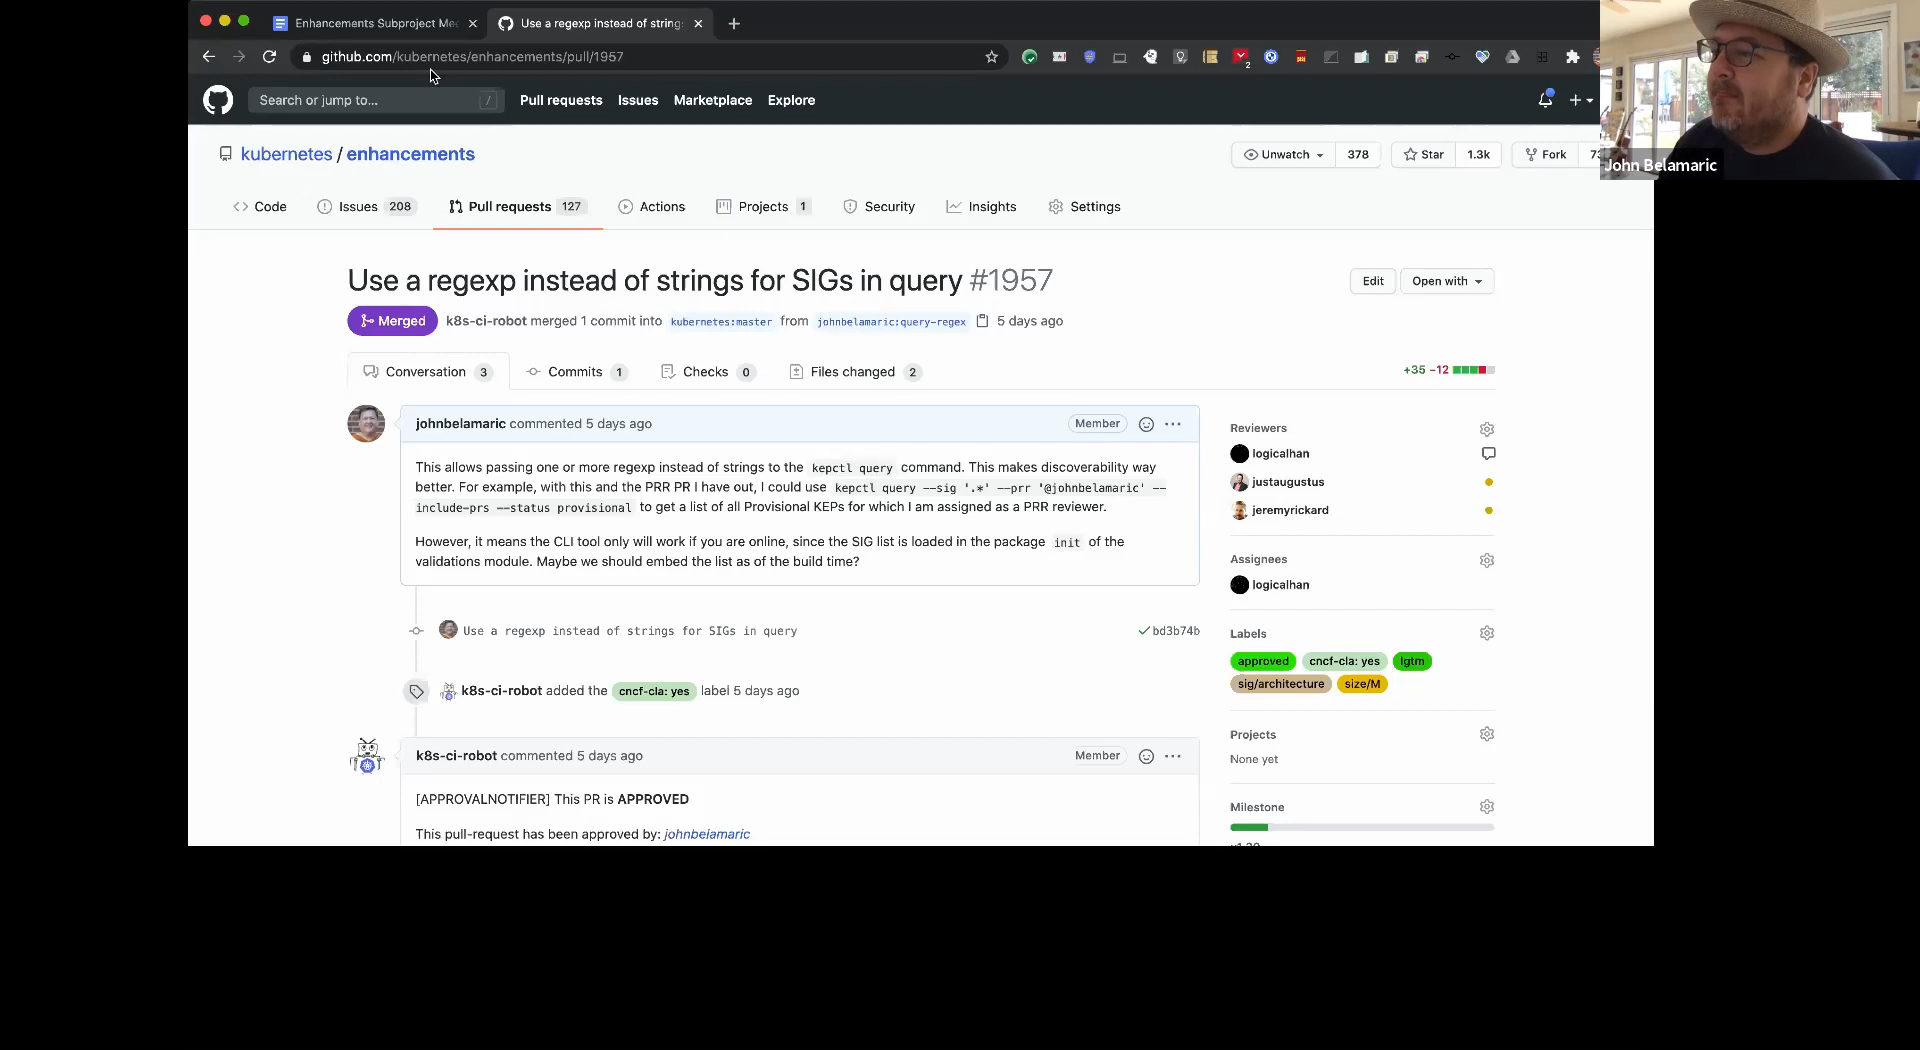 Enhancements Subproject Mee
Use a regexp instead of string
github.com/kubernetes/enhancements/pull/1957
2
Search or jump to...
/
Pull requests
Issues
Marketplace
Explore
kubernetes / enhancements
Unwatch 378
Star 1.3k
Fork
John Belamaric
Code
Issues 208
Pull requests 127
Actions
Projects 1
Security
Insights
Settings
Use a regexp instead of strings for SIGs in query #1957
Edit
Open with
Merged
k8s-ci-robot merged 1 commit into kubernetes:master from johnbelamaric:query-regex 5 days ago
Conversation 3
Commits 1
Checks 0
Files changed 2
+35 −12
johnbelamaric commented 5 days ago
Member
This allows passing one or more regexp instead of strings to the kepctl query command. This makes discoverability way
better. For example, with this and the PRR PR I have out, I could use kepctl query --sig '.*' --prr '@johnbelamaric' --
include-prs --status provisional to get a list of all Provisional KEPs for which I am assigned as a PRR reviewer.
However, it means the CLI tool only will work if you are online, since the SIG list is loaded in the package init of the
validations module. Maybe we should embed the list as of the build time?
Use a regexp instead of strings for SIGs in query
bd3b74b
k8s-ci-robot added the cncf-cla: yes label 5 days ago
k8s-ci-robot commented 5 days ago
Member
[APPROVALNOTIFIER] This PR is APPROVED
This pull-request has been approved by: johnbelamaric
Reviewers
logicalhan
justaugustus
jeremyrickard
Assignees
logicalhan
Labels
approved
cncf-cla: yes
lgtm
sig/architecture
size/M
Projects
None yet
Milestone